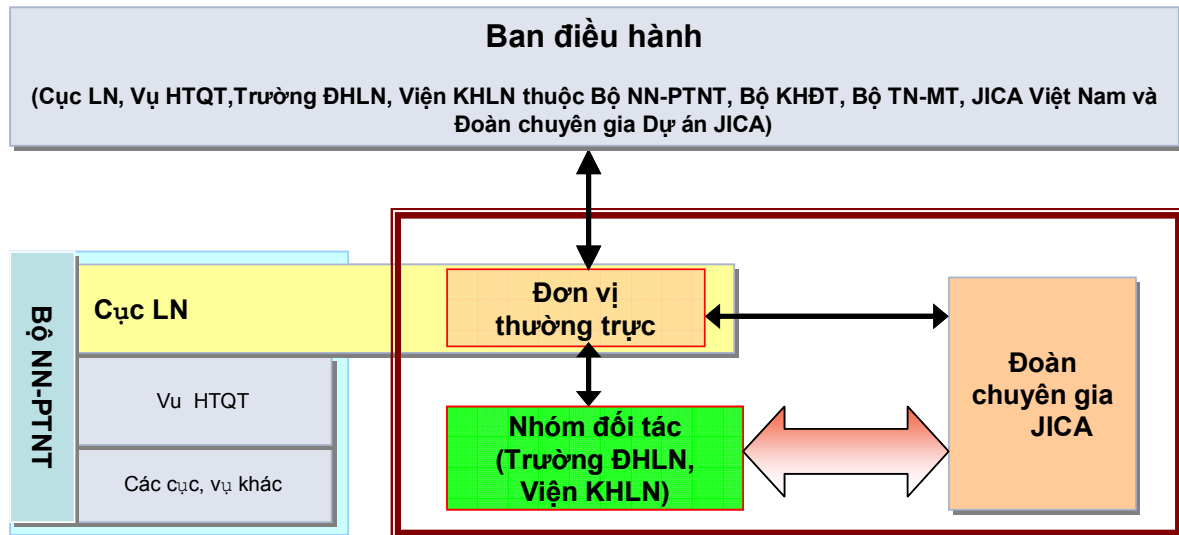 Ban điều hành
(Cục LN, Vụ HTQT,Trường ĐHLN, Viện KHLN thuộc Bộ NN-PTNT, Bộ KHĐT, Bộ TN-MT, JICA Việt Nam và
Đoàn chuyên gia Dự án JICA)
Bộ NN-PTNT
Cục LN
Đơn vị
thường trực
Vu HTQT
Các cục, vụ khác
Nhóm đối tác
(Trường ĐHLN,
Viện KHLN)
Đoàn
chuyên gia
JICA